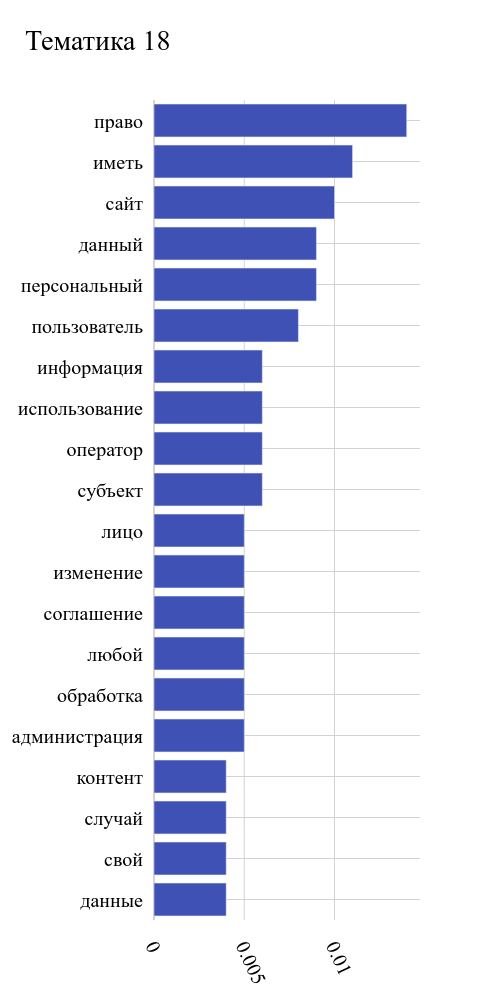 Тематика 18
право
иметь
сайт
данный
персональный
пользователь
информация
использование
оператор
субъект
лицо
изменение
соглашение
любой
обработка
администрация
контент
случай
свой
данные
0
0.005
0.01